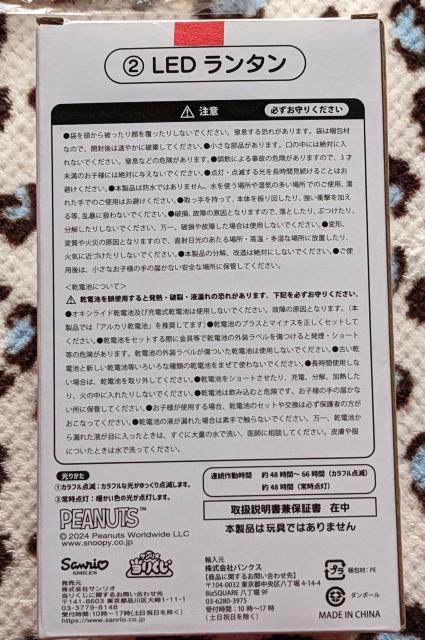 ② LED ランタン
⚠ 注意 必ずお守りください
●袋を頭から被ったり顔を覆ったりしないでください。窒息する恐れがあります。袋は梱包材
なので、開封後は速やかに破棄してください。●小さな部品があります。口の中には絶対に入
れないでください。窒息などの危険があります。●誤飲による事故の危険がありますので、3才
未満のお子様には絶対に与えないでください。●点灯・点滅する光を長時間見続けることはお
避けください。●本製品は防水ではありません。水を使う場所や湿気の多い場所でのご使用、濡
れた手でのご使用はお避けください。●取っ手を持って、本体を振り回したり、強い衝撃を加え
る等、乱暴に扱わないでください。●破損、故障の原因となりますので、落としたり、ぶつけたり、
分解したりしないでください。万一、破損や故障した場合は使用しないでください。●変形、
変質や火災の原因となりますので、直射日光のあたる場所・高温・多湿な場所に放置したり、
火気に近づけたりしないでください。●本製品の分解、改造は絶対にしないでください。●ご使
用後は、小さなお子様の手の届かない安全な場所に保管してください。
<乾電池について>
⚠ 乾電池を誤使用すると発熱・破裂・液漏れの恐れがあります。下記を必ずお守りください。
●オキシライド乾電池及び充電式乾電池は使用しないでください。故障の原因となります。(本
製品では「アルカリ乾電池」を推奨してます)●乾電池のプラスとマイナスを正しくセットして
ください。●乾電池をセットする際に金具等で乾電池の外装ラベルを傷つけると発煙・ショート
等の危険があります。乾電池の外装ラベルが傷ついた乾電池は使用しないでください。●古い乾
電池と新しい乾電池等いろいろな種類の乾電池をまぜて使わないでください。●長時間使用しな
い場合は、乾電池を取り外してください。●乾電池をショートさせたり、充電、分解、加熱した
り、火の中に入れたりしないでください。●乾電池は飲み込むと危険です。お子様の手の届かな
い所に保管してください。●お子様が使用する場合、乾電池のセットや交換は必ず保護者の方が
おこなってください。●乾電池の液が漏れた場合は素手で触らないでください。万一、乾電池か
ら漏れた液が目に入ったときは、すぐに大量の水で洗い、医師に相談してください。皮膚や服
についたときは水で洗ってください。
光りかた
①カラフル点滅:カラフルな光がゆっくり点滅します。
②常時点灯:暖かい色の光が点灯します。
連続作動時間 約 48 時間〜 66 時間(カラフル点滅)
約 48 時間(常時点灯)
取扱説明書兼保証書 在中
本製品は玩具ではありません
PEANUTS™
© 2024 Peanuts Worldwide LLC
www.snoopy.co.jp
Sanrio
SMILES
サンリオ
当りくじ
発売元
株式会社サンリオ
当りくじに関するお問い合わせ先
〒141-8603 東京都品川区大崎1-11-1
03-3779-8148
受付時間:10時〜17時(土日祝日を除く)
https://www.sanrio.co.jp
輸入元
株式会社バンクス
【商品に関するお問い合わせ先】
〒104-0032 東京都中央区八丁堀 4-14-4
BizSQUARE 八丁堀 9F
03-6280-3975
受付時間:10時〜17時
(土日祝日を除く)
プラ 梱包材:PE
ダンボール
MADE IN CHINA